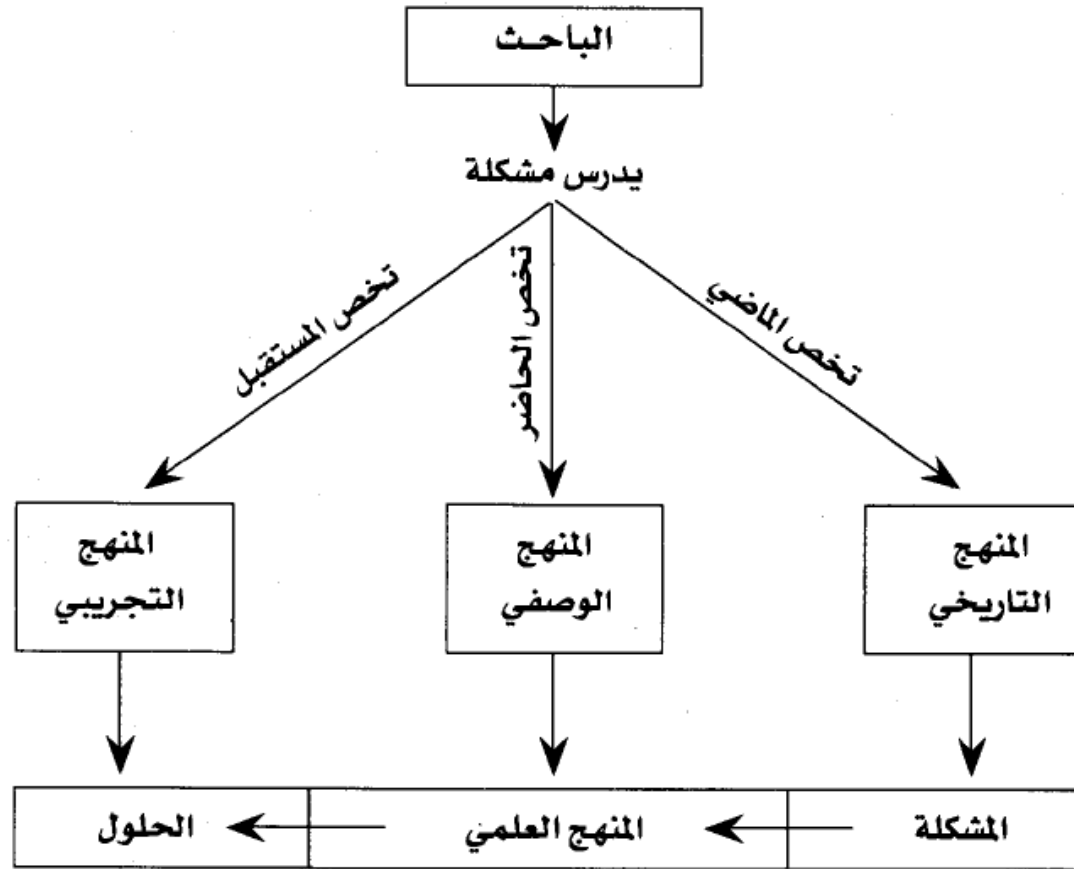 الباحث
يدرس مشكلة
تخص الماضي
تخص الحاضر
تخص المستقبل
المنهج
التاريخي
المنهج
الوصفي
المنهج
التجريبي
المشكلة
المنهج العلمي
الحلول